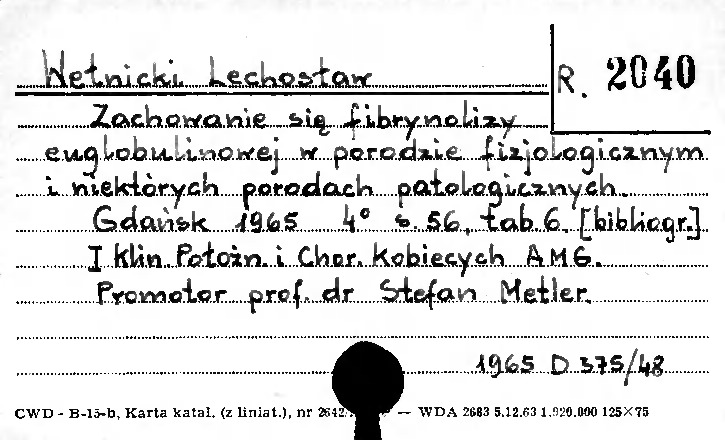 Wetnicki Lechosław
R. 2040
Zachowanie się fibrynolizy
euglobulinowej w porodzie fizjologicznym
i niektórych porodach patologicznych.
Gdańsk 1965 4° s. 56, tab. 6. [bibliogr.]
I Klin. Położn. i Chor. Kobiecych AMG.
Promotor prof. dr Stefan Metler.
1965 D 375/48
CWD - B-15-b, Karta katal. (z liniat.), nr 2642 — WDA 2683 5.12.63 1.920.000 125×75